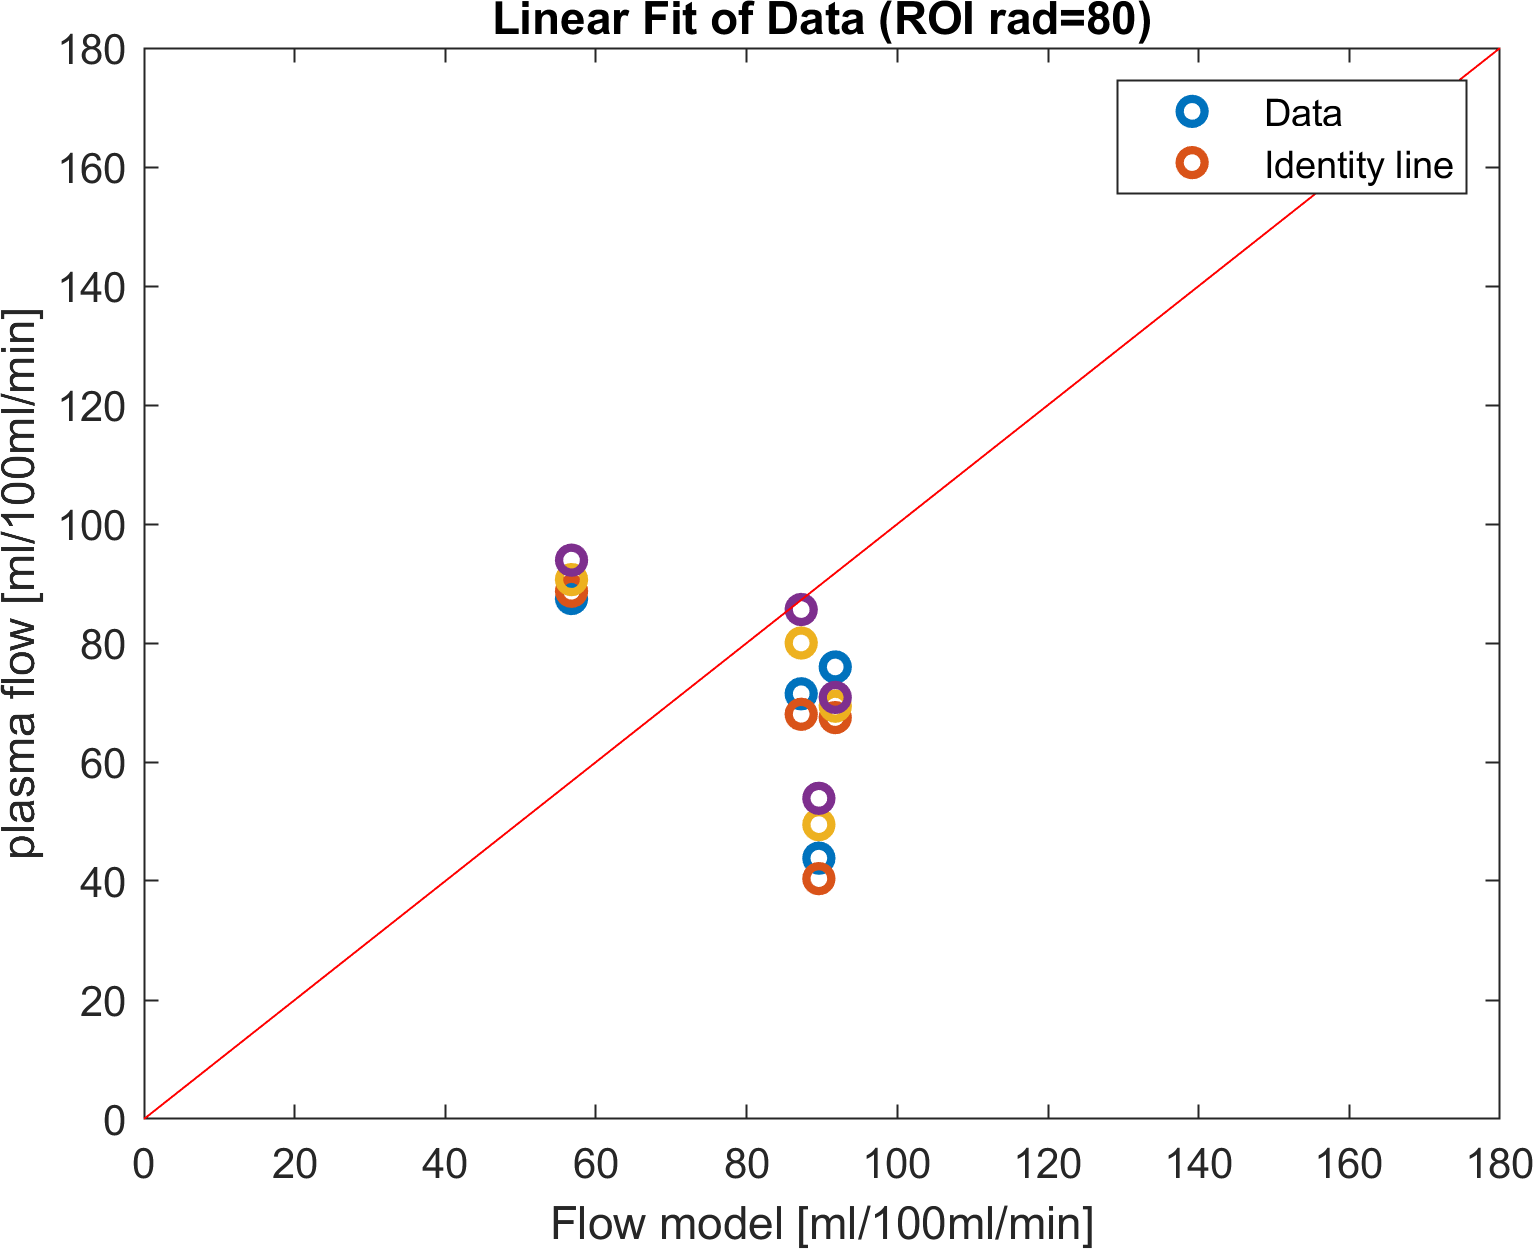 Linear Fit of Data (ROI rad=80)
180
160
140
120
100
80
60
40
20
0
plasma flow [ml/100ml/min]
Data
Identity line
0 20 40 60 80 100 120 140 160 180
Flow model [ml/100ml/min]